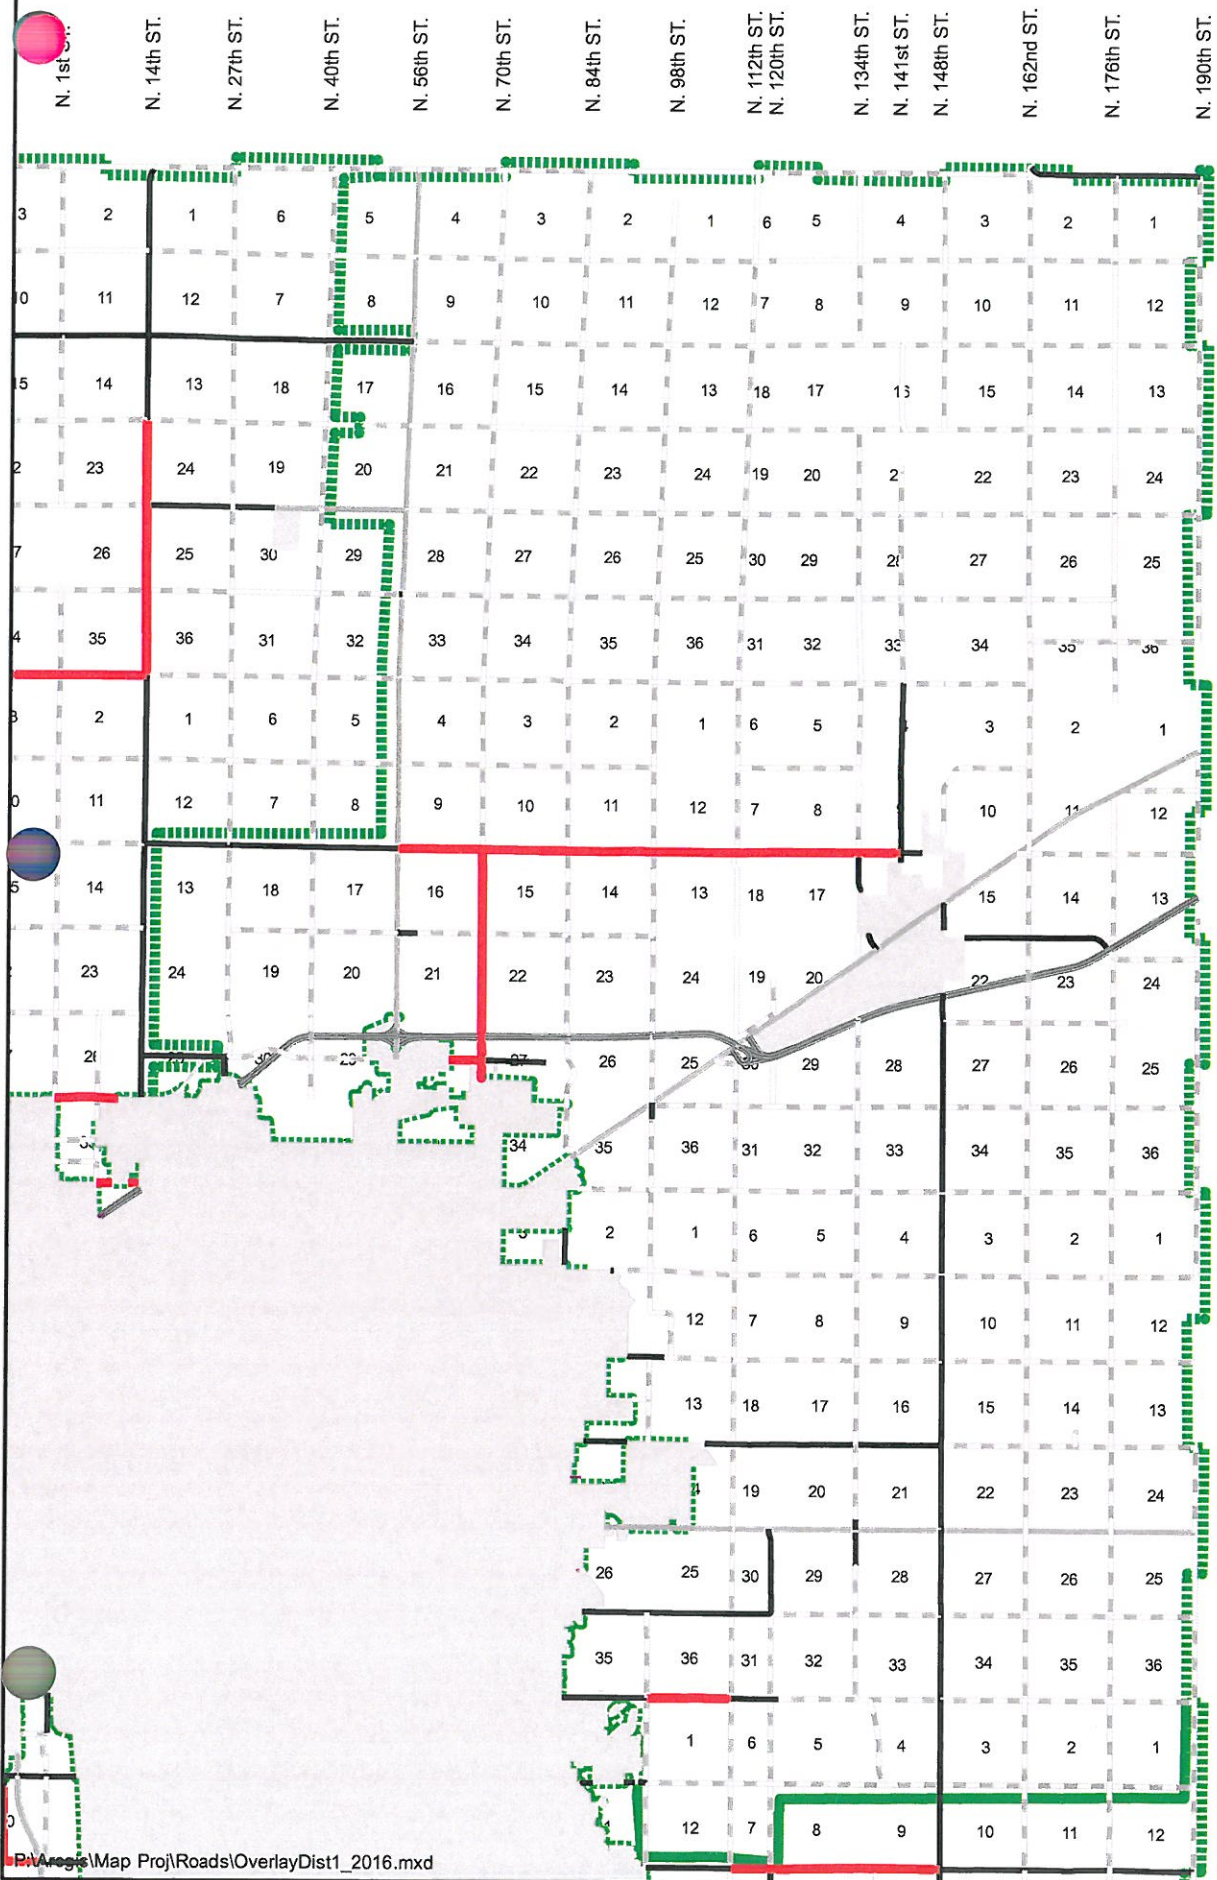 N. 1st
N. 14th ST.
N. 27th ST.
N. 40th ST.
N. 56th ST.
N. 70th ST.
N. 84th ST.
N. 98th ST.
N. 112th ST.
N. 120th ST.
N. 134th ST.
N. 141st ST.
N. 148th ST.
N. 162nd ST.
N. 176th ST.
N. 190th ST.
3 2 1 6 5 4 3 2 1 6 5 4 3 2 1
11 12 7 8 9 10 11 12 7 8 9 10 11 12
14 13 18 17 16 15 14 13 18 17 15 14 13
23 24 19 20 21 22 23 24 19 20 22 23 24
26 25 30 29 28 27 26 25 30 29 28 27 26 25
35 36 31 32 33 34 35 36 31 32 33 34 35 36
2 1 6 5 4 3 2 1 6 5 3 2 1
11 12 7 8 9 10 11 12 7 8 10 11 12
14 13 18 17 16 15 14 13 18 17 15 14 13
23 24 19 20 21 22 23 24 19 20 22 23 24
26 25 29 28 27 26 25
34 35 36 31 32 33 34 35 36
2 1 6 5 4 3 2 1
12 7 8 9 10 11 12
13 18 17 16 15 14 13
19 20 21 22 23 24
26 25 30 29 28 27 26 25
35 36 31 32 33 34 35 36
1 6 5 4 3 2 1
12 7 8 9 10 11 12
P:\Arcgis\Map Proj\Roads\OverlayDist1_2016.mxd